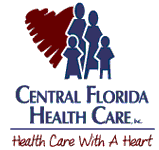 CENTRAL FLORIDA
HEALTH CARE, INC.
Health Care With A Heart